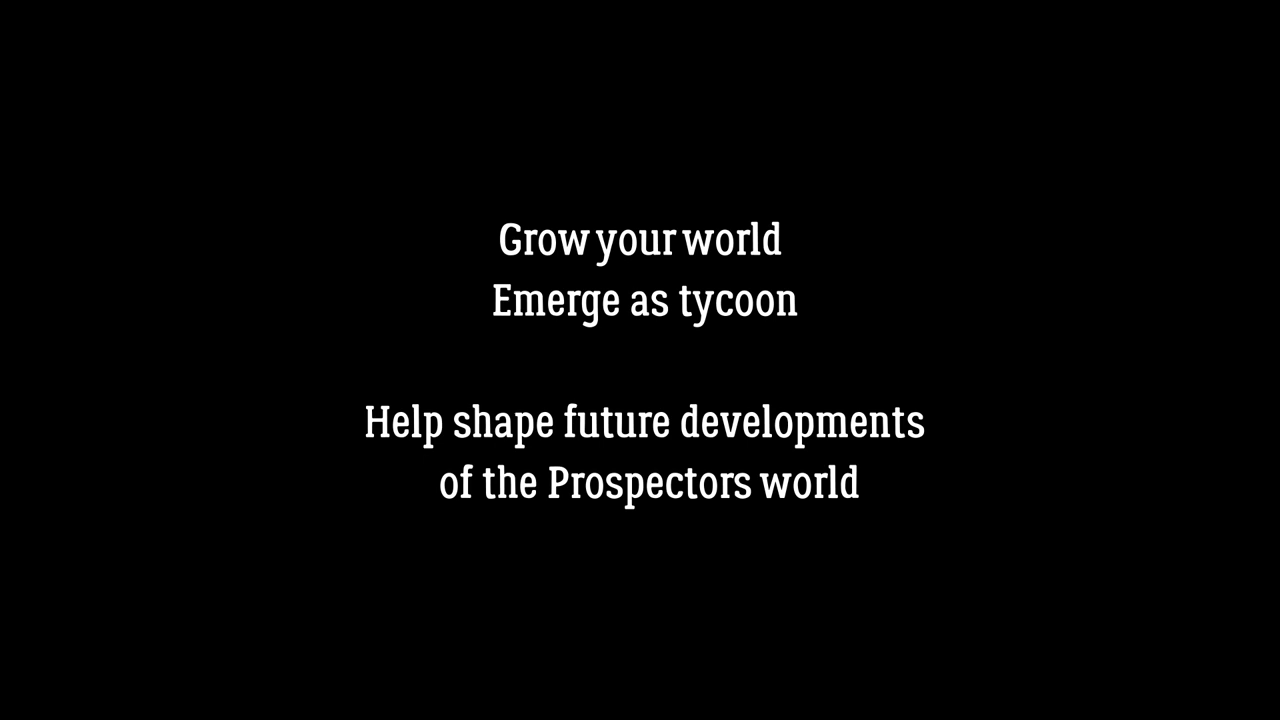 Grow your world
Emerge as tycoon
Help shape future developments
of the Prospectors world